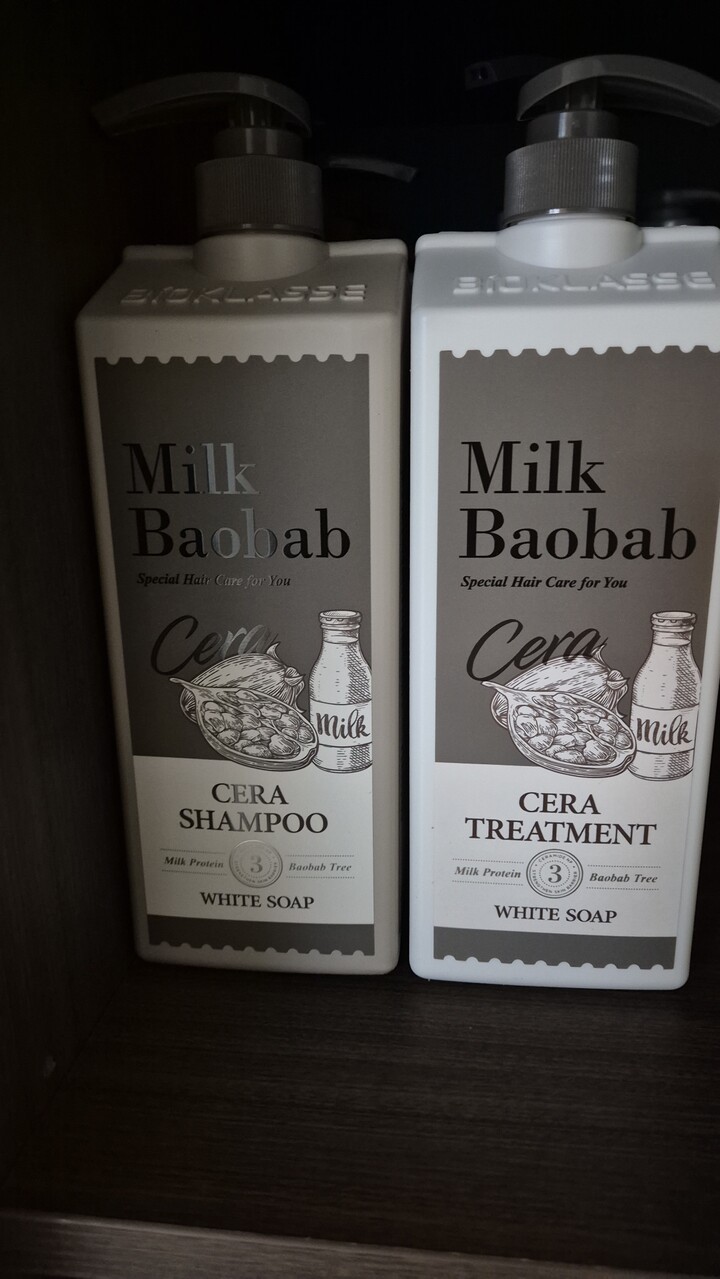 BIOKLASSE
Milk
Baobab
Special Hair Care for You
Cera
Milk
CERA
SHAMPOO
Milk Protein 3 Baobab Tree
WHITE SOAP
BIOKLASSE
Milk
Baobab
Special Hair Care for You
Cera
Milk
CERA
TREATMENT
Milk Protein 3 Baobab Tree
WHITE SOAP